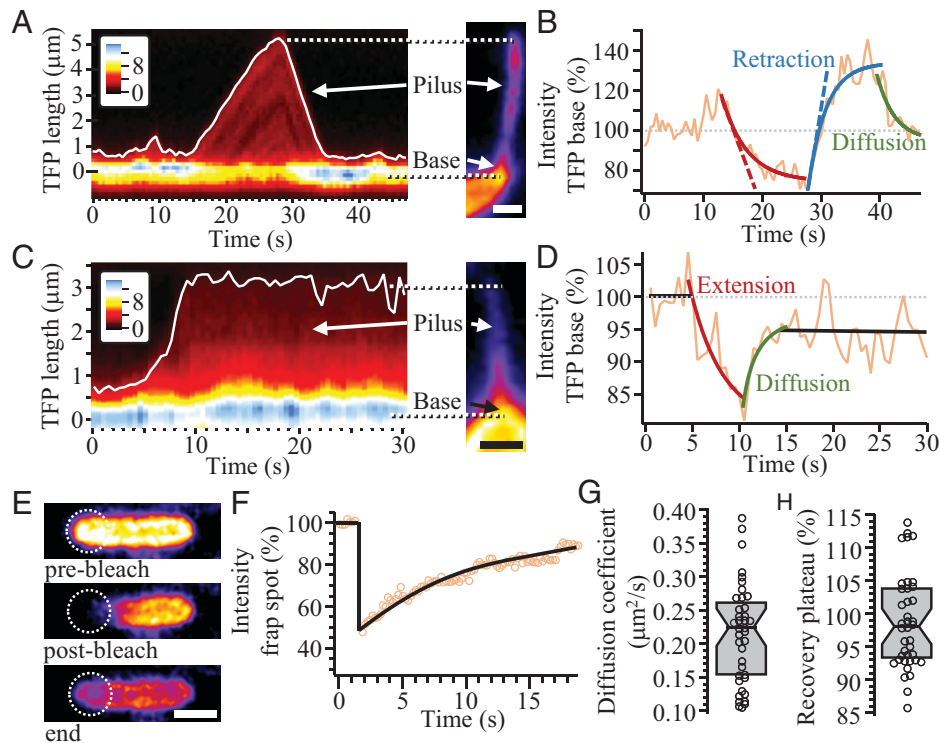 A
TFP length (μm)
5
4
3
2
1
0
8
0
0 10 20 30 40
Time (s)
Pilus
Base
B
Intensity
TFP base (%)
140
120
100
80
Retraction
Diffusion
0 10 20 30 40
Time (s)
C
TFP length (μm)
3
2
1
0
8
0
0 10 20 30
Time (s)
Pilus
Base
D
Intensity
TFP base (%)
105
100
95
90
85
Extension
Diffusion
0 5 10 15 20 25 30
Time (s)
E
pre-bleach
post-bleach
end
F
Intensity
frap spot (%)
100
80
60
40
0 5 10 15
Time (s)
G
Diffusion coefficient
(μm²/s)
0.40
0.35
0.30
0.25
0.20
0.15
0.10
H
Recovery plateau (%)
115
110
105
100
95
90
85